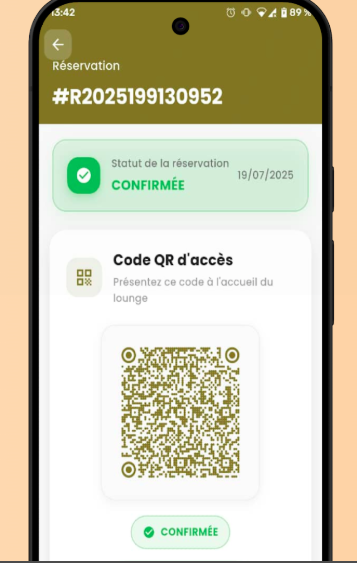 13:42
89%
Réservation
#R2025199130952
Statut de la réservation
19/07/2025
CONFIRMÉE
Code QR d'accès
Présentez ce code à l'accueil du
lounge
CONFIRMÉE